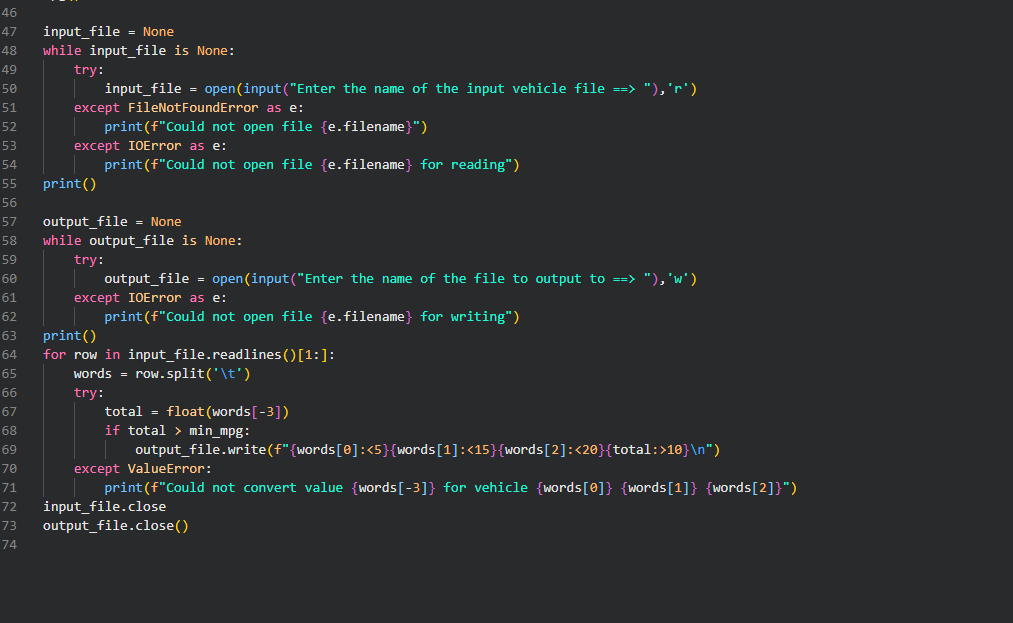 46
47 input_file = None
48 while input_file is None:
49     try:
50         input_file = open(input("Enter the name of the input vehicle file ==> "),'r')
51     except FileNotFoundError as e:
52         print(f"Could not open file {e.filename}")
53     except IOError as e:
54         print(f"Could not open file {e.filename} for reading")
55 print()
56
57 output_file = None
58 while output_file is None:
59     try:
60         output_file = open(input("Enter the name of the file to output to ==> "),'w')
61     except IOError as e:
62         print(f"Could not open file {e.filename} for writing")
63 print()
64 for row in input_file.readlines()[1:]:
65     words = row.split('\t')
66     try:
67         total = float(words[-3])
68         if total > min_mpg:
69             output_file.write(f"{words[0]:<5}{words[1]:<15}{words[2]:<20}{total:>10}\n")
70     except ValueError:
71         print(f"Could not convert value {words[-3]} for vehicle {words[0]} {words[1]} {words[2]}")
72 input_file.close
73 output_file.close()
74